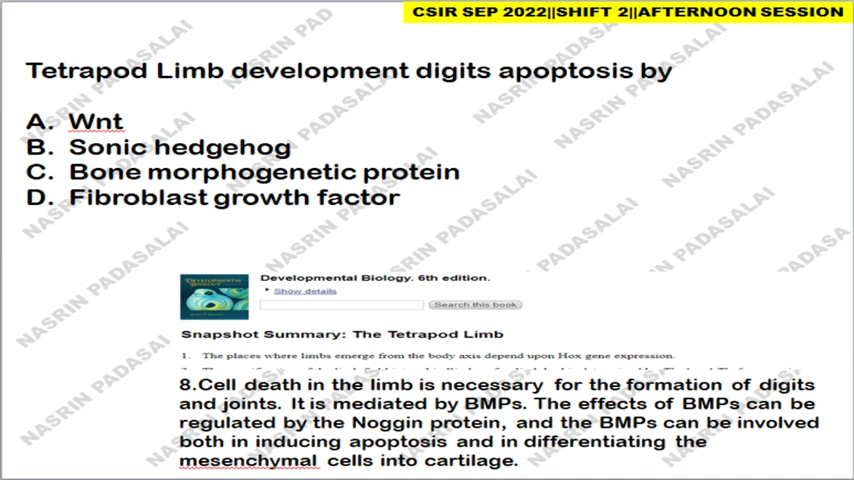 CSIR SEP 2022||SHIFT 2||AFTERNOON SESSION
Tetrapod Limb development digits apoptosis by
A. Wnt
B. Sonic hedgehog
C. Bone morphogenetic protein
D. Fibroblast growth factor
Developmental Biology. 6th edition.
Show details
Search this book
Snapshot Summary: The Tetrapod Limb
1. The places where limbs emerge from the body axis depend upon Hox gene expression.
8.Cell death in the limb is necessary for the formation of digits
and joints. It is mediated by BMPs. The effects of BMPs can be
regulated by the Noggin protein, and the BMPs can be involved
both in inducing apoptosis and in differentiating the
mesenchymal cells into cartilage.
NASRIN PADASALAI